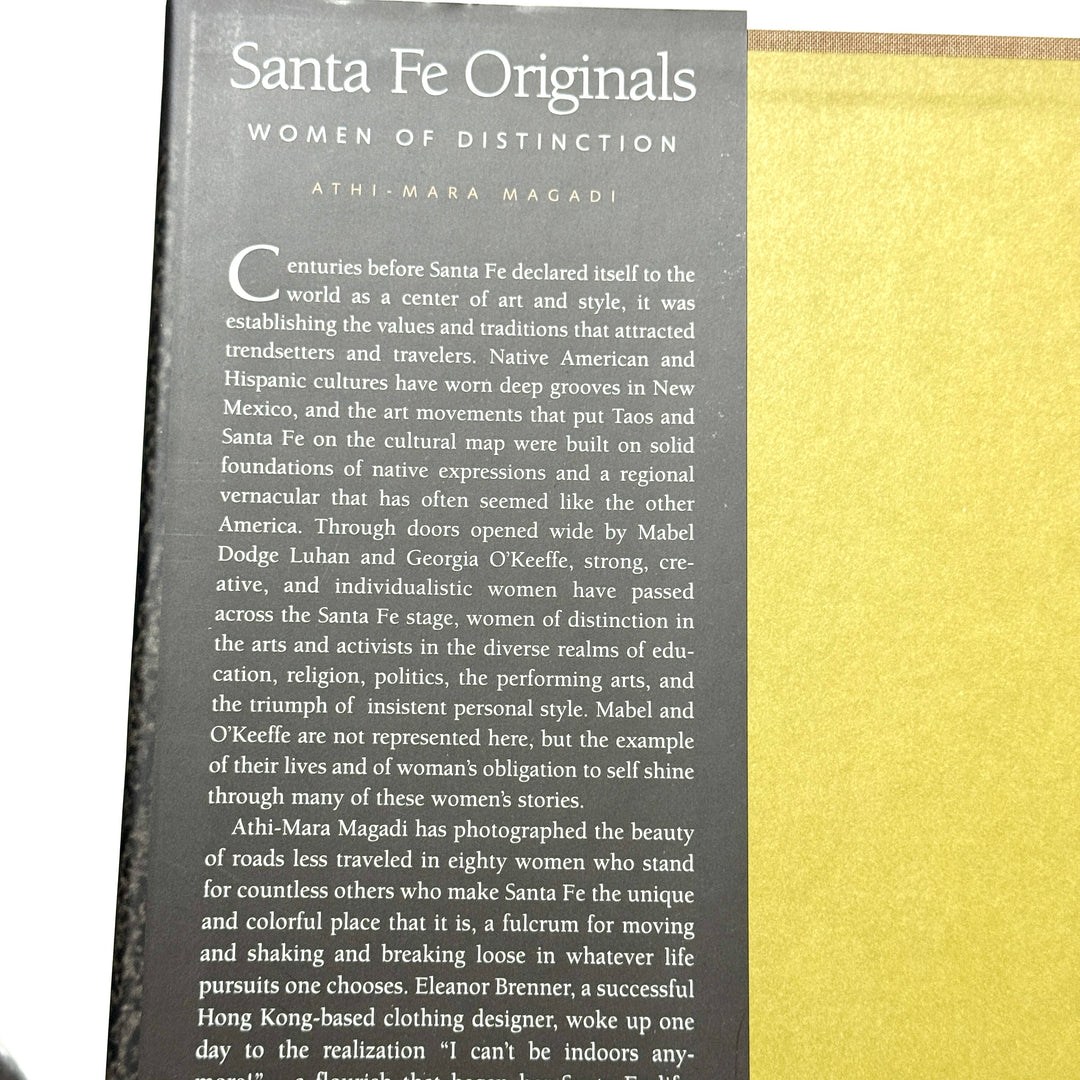 Santa Fe Originals
WOMEN OF DISTINCTION
ATHI-MARA MAGADI
Centuries before Santa Fe declared itself to the
world as a center of art and style, it was
establishing the values and traditions that attracted
trendsetters and travelers. Native American and
Hispanic cultures have worn deep grooves in New
Mexico, and the art movements that put Taos and
Santa Fe on the cultural map were built on solid
foundations of native expressions and a regional
vernacular that has often seemed like the other
America. Through doors opened wide by Mabel
Dodge Luhan and Georgia O'Keeffe, strong, cre-
ative, and individualistic women have passed
across the Santa Fe stage, women of distinction in
the arts and activists in the diverse realms of edu-
cation, religion, politics, the performing arts, and
the triumph of insistent personal style. Mabel and
O'Keeffe are not represented here, but the example
of their lives and of woman's obligation to self shine
through many of these women's stories.
Athi-Mara Magadi has photographed the beauty
of roads less traveled in eighty women who stand
for countless others who make Santa Fe the unique
and colorful place that it is, a fulcrum for moving
and shaking and breaking loose in whatever life
pursuits one chooses. Eleanor Brenner, a successful
Hong Kong-based clothing designer, woke up one
day to the realization “I can't be indoors any-